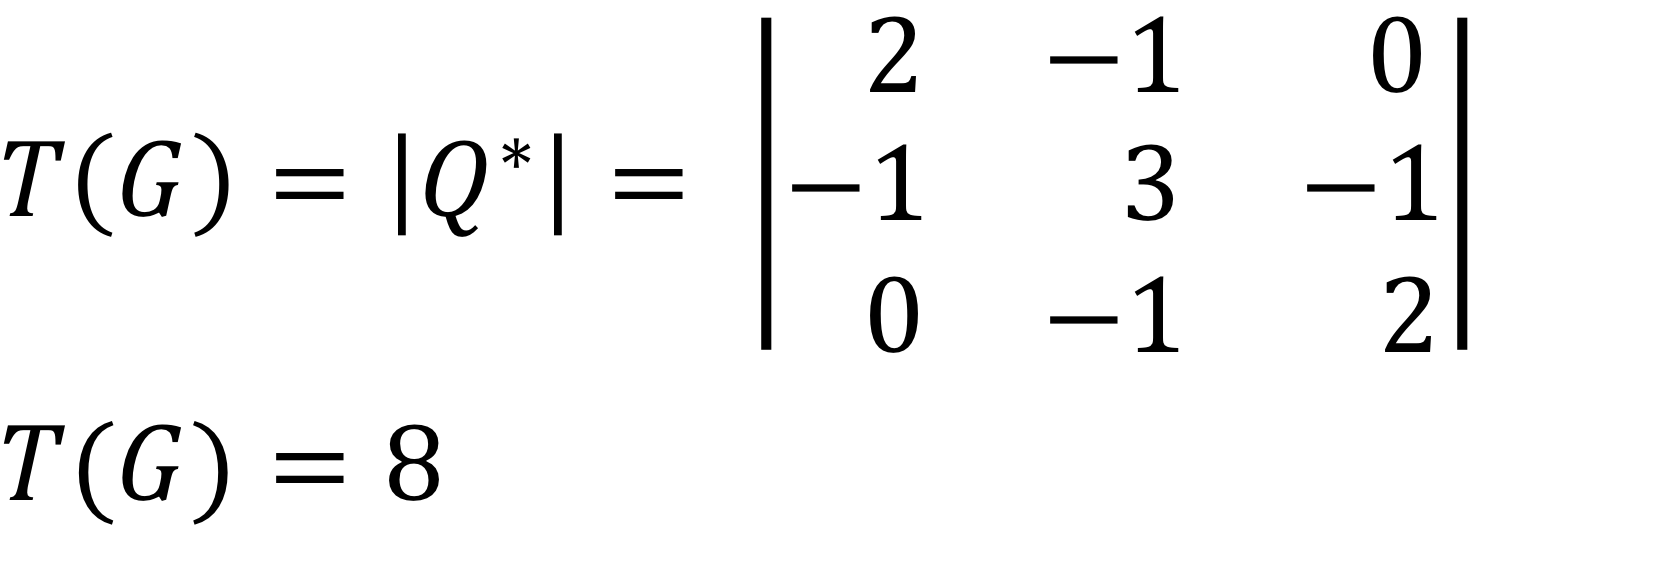 T(G) = |Q*| = | 2 −1 0 |
| −1 3 −1 |
| 0 −1 2 |
T(G) = 8